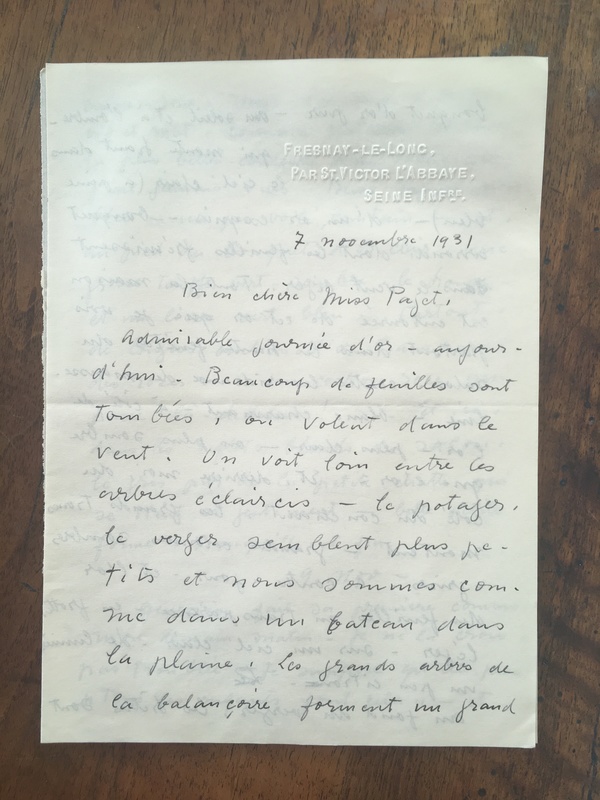 FRESNAY-LE-LONG.
PAR ST VICTOR L'ABBAYE.
SEINE INFRE.
7 novembre 1931
Bien chère Miss Paget,
Admirable journée d'or – aujour-
d'hui. Beaucoup de feuilles sont
tombées, ou volent dans le
vent. On voit loin entre les
arbres eclaircis – le potager,
le verger semblent plus pe-
tits et nous sommes com-
me dans un bateau dans
la plaine. Les grands arbres de
la balançoire forment un grand